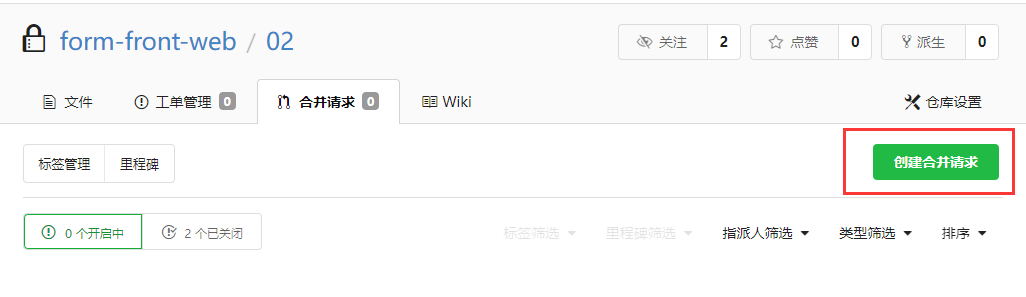 form-front-web / 02 关注 2 点赞 0 派生 0
文件 工单管理 0 合并请求 0 Wiki 仓库设置
标签管理 里程碑 创建合并请求
0 个开启中 2 个已关闭 标签筛选 里程碑筛选 指派人筛选 类型筛选 排序